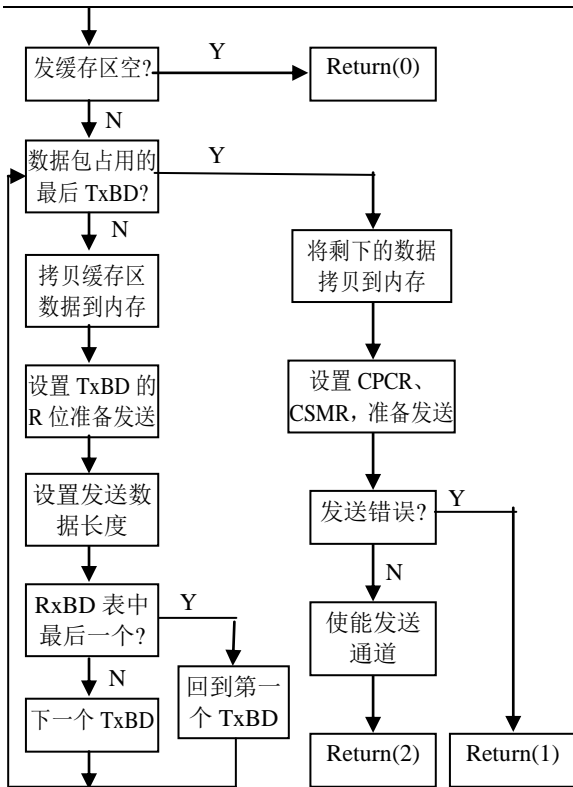 发缓存区空?
Y
Return(0)
N
数据包占用的
最后 TxBD?
Y
N
拷贝缓存区
数据到内存
将剩下的数据
拷贝到内存
设置 TxBD 的
R 位准备发送
设置 CPCR、
CSMR，准备发送
设置发送数
据长度
发送错误?
Y
N
RxBD 表中
最后一个?
Y
使能发送
通道
N
回到第一
个 TxBD
下一个 TxBD
Return(2)
Return(1)